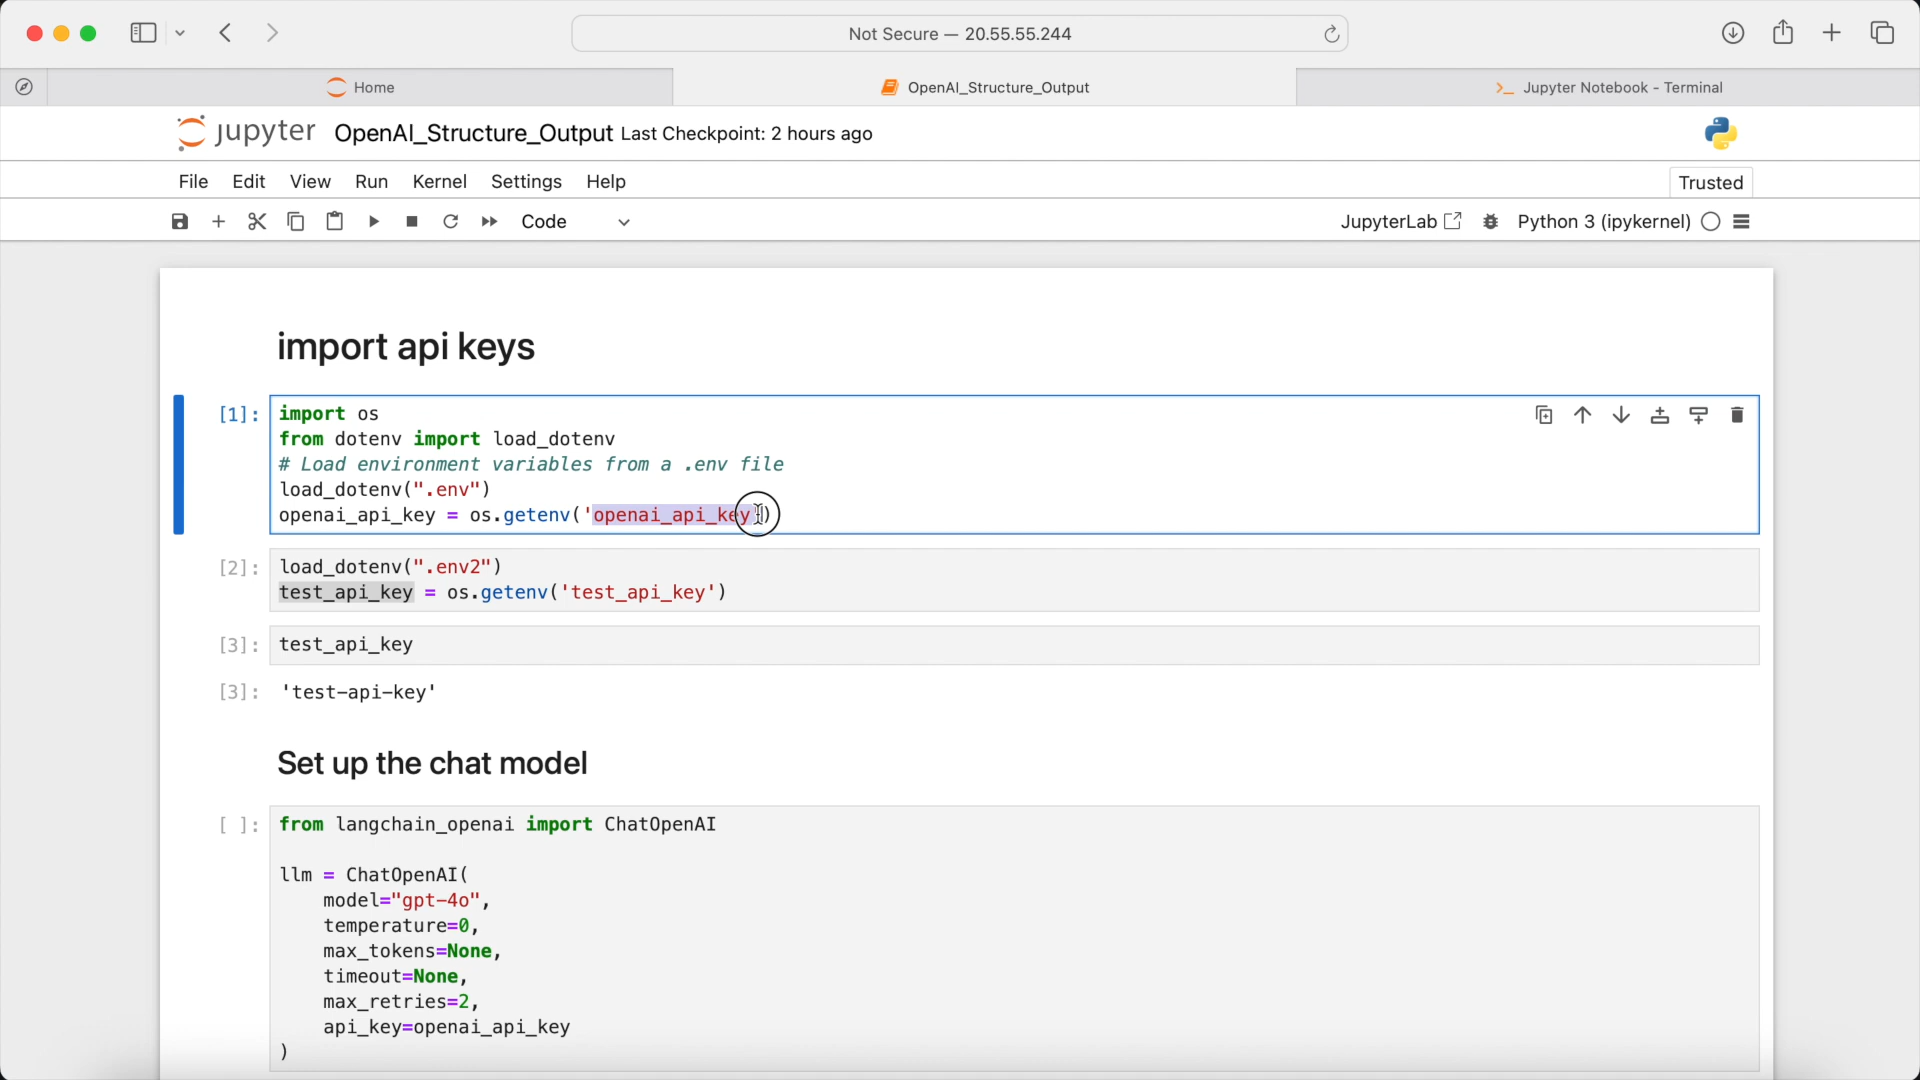 Not Secure — 20.55.55.244
Home
OpenAI_Structure_Output
Jupyter Notebook - Terminal
jupyter OpenAI_Structure_Output Last Checkpoint: 2 hours ago
File Edit View Run Kernel Settings Help
Trusted
Code
JupyterLab
Python 3 (ipykernel)
import api keys
[1]: import os
from dotenv import load_dotenv
# Load environment variables from a .env file
load_dotenv(".env")
openai_api_key = os.getenv('openai_api_key')
[2]: load_dotenv(".env2")
test_api_key = os.getenv('test_api_key')
[3]: test_api_key
[3]: 'test-api-key'
Set up the chat model
[ ]: from langchain_openai import ChatOpenAI
llm = ChatOpenAI(
model="gpt-4o",
temperature=0,
max_tokens=None,
timeout=None,
max_retries=2,
api_key=openai_api_key
)